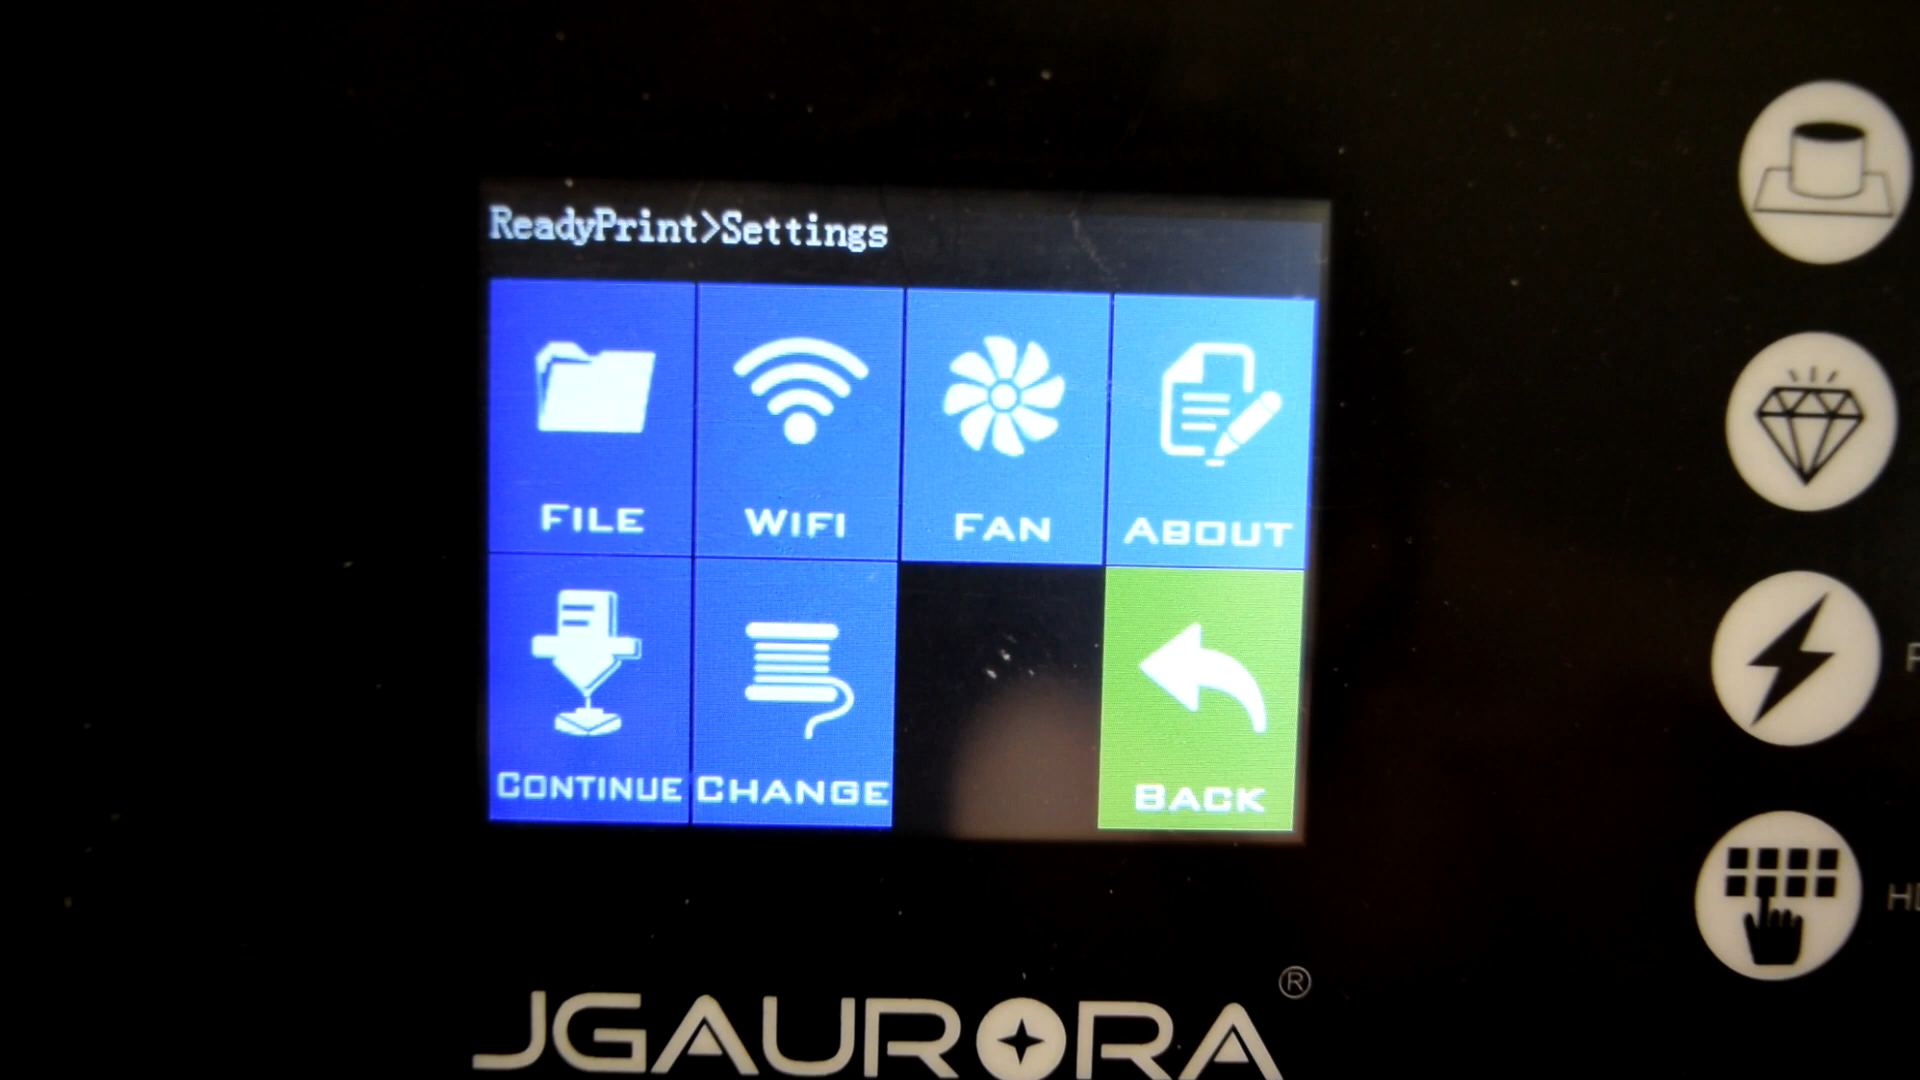 ReadyPrint>Settings
FILE
WIFI
FAN
ABOUT
CONTINUE
CHANGE
BACK
JGAURORA®